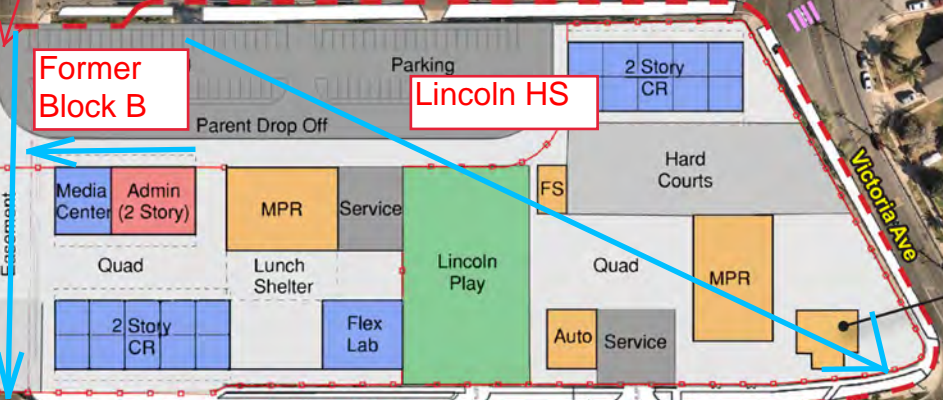 Former
Block B
Parking
Lincoln HS
2 Story
CR
Parent Drop Off
Hard
Courts
Victoria Ave
Media
Center
Admin
(2 Story)
MPR
Service
FS
Easement
Quad
Lunch
Shelter
Lincoln
Play
Quad
MPR
2 Story
CR
Flex
Lab
Auto
Service